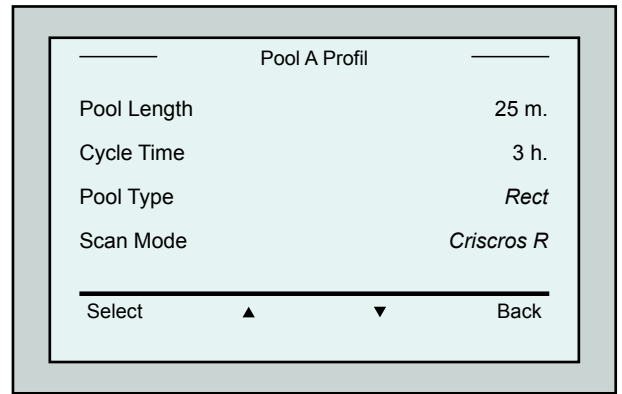 Pool A Profil
Pool Length 25 m.
Cycle Time 3 h.
Pool Type Rect
Scan Mode Criscros R
Select ▲ ▼ Back